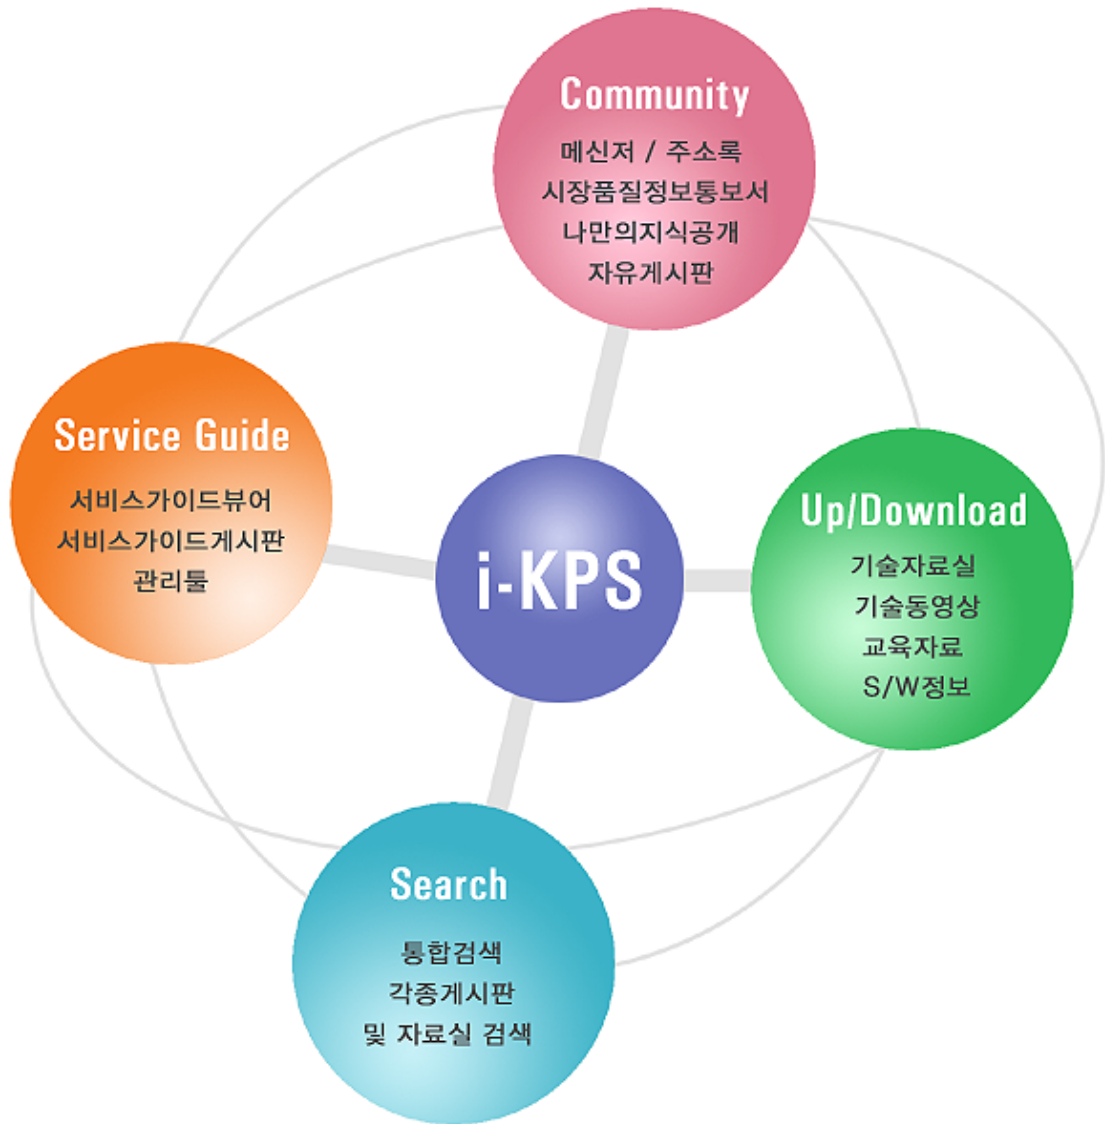 Community
메신저 / 주소록
시장품질정보통보서
나만의지식공개
자유게시판
Service Guide
서비스가이드뷰어
서비스가이드게시판
관리툴
i-KPS
Up/Download
기술자료실
기술동영상
교육자료
S/W정보
Search
통합검색
각종게시판
및 자료실 검색